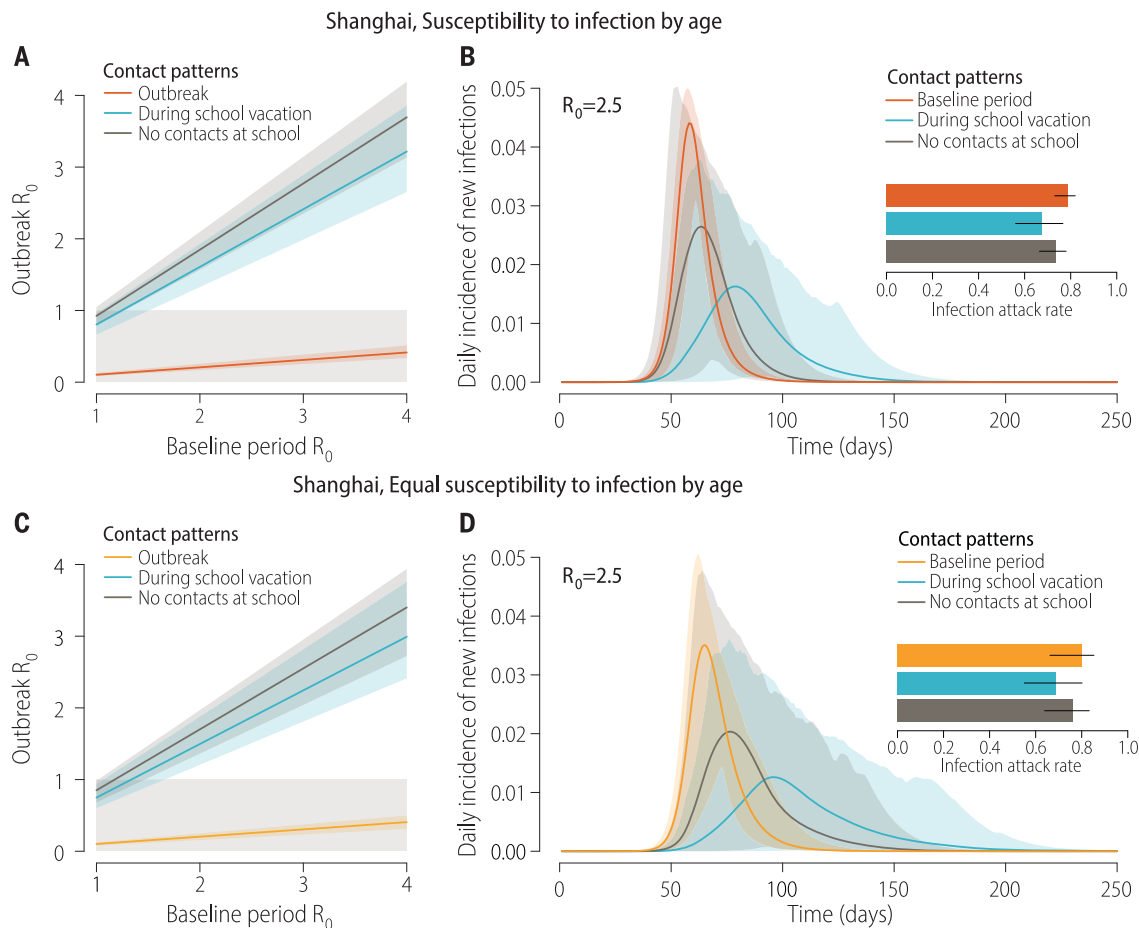 Shanghai, Susceptibility to infection by age
A
Contact patterns
Outbreak
During school vacation
No contacts at school
Outbreak R0
4
3
2
1
0
1
2
3
4
Baseline period R0
B
R0=2.5
Daily incidence of new infections
0.05
0.04
0.03
0.02
0.01
0.00
0
50
100
150
200
250
Time (days)
Contact patterns
Baseline period
During school vacation
No contacts at school
0.0 0.2 0.4 0.6 0.8 1.0
Infection attack rate
Shanghai, Equal susceptibility to infection by age
C
Contact patterns
Outbreak
During school vacation
No contacts at school
Outbreak R0
4
3
2
1
0
1
2
3
4
Baseline period R0
D
R0=2.5
Daily incidence of new infections
0.05
0.04
0.03
0.02
0.01
0.00
0
50
100
150
200
250
Time (days)
Contact patterns
Baseline period
During school vacation
No contacts at school
0.0 0.2 0.4 0.6 0.8 1.0
Infection attack rate